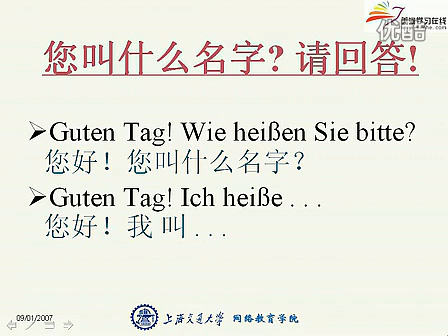 您叫什么名字? 请回答!
Guten Tag! Wie heißen Sie bitte?
您好！您叫什么名字？
Guten Tag! Ich heiße . . .
您好！我 叫 . . .
09/01/2007
上海交通大学 网络教育学院
优酷